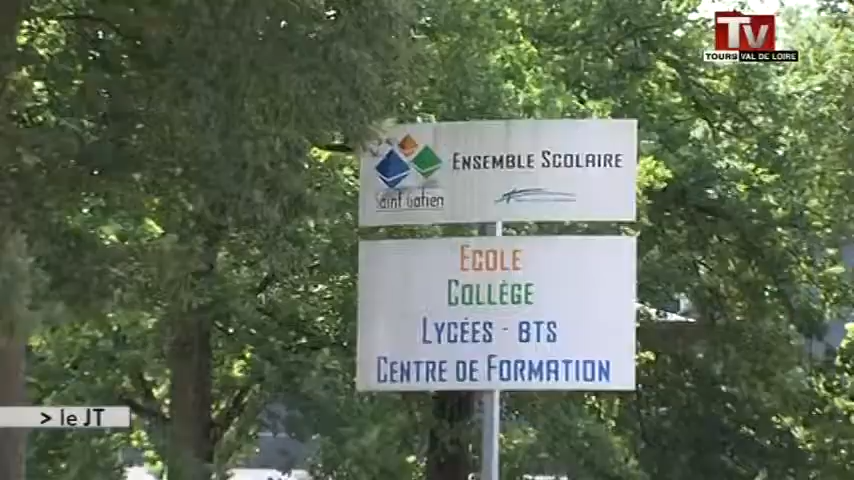 TV
TOURS VAL DE LOIRE
ENSEMBLE SCOLAIRE
Saint Gatien
ECOLE
COLLÈGE
LYCÉES - BTS
CENTRE DE FORMATION
> le JT